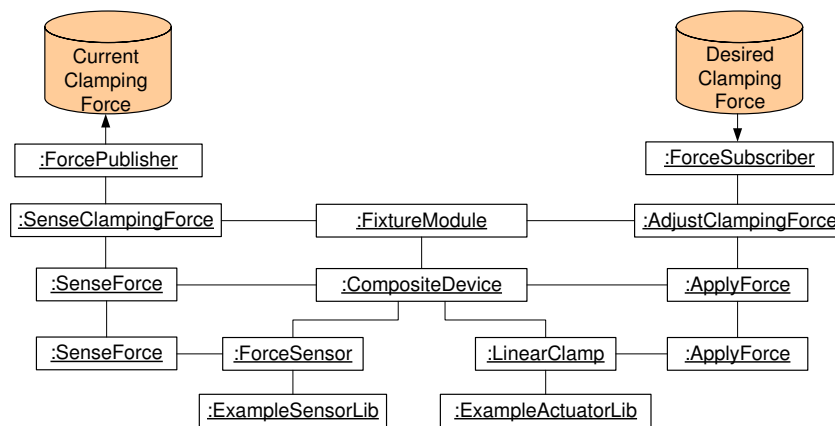 Current
Clamping
Force
Desired
Clamping
Force
:ForcePublisher
:ForceSubscriber
:SenseClampingForce
:FixtureModule
:AdjustClampingForce
:SenseForce
:CompositeDevice
:ApplyForce
:SenseForce
:ForceSensor
:LinearClamp
:ApplyForce
:ExampleSensorLib
:ExampleActuatorLib